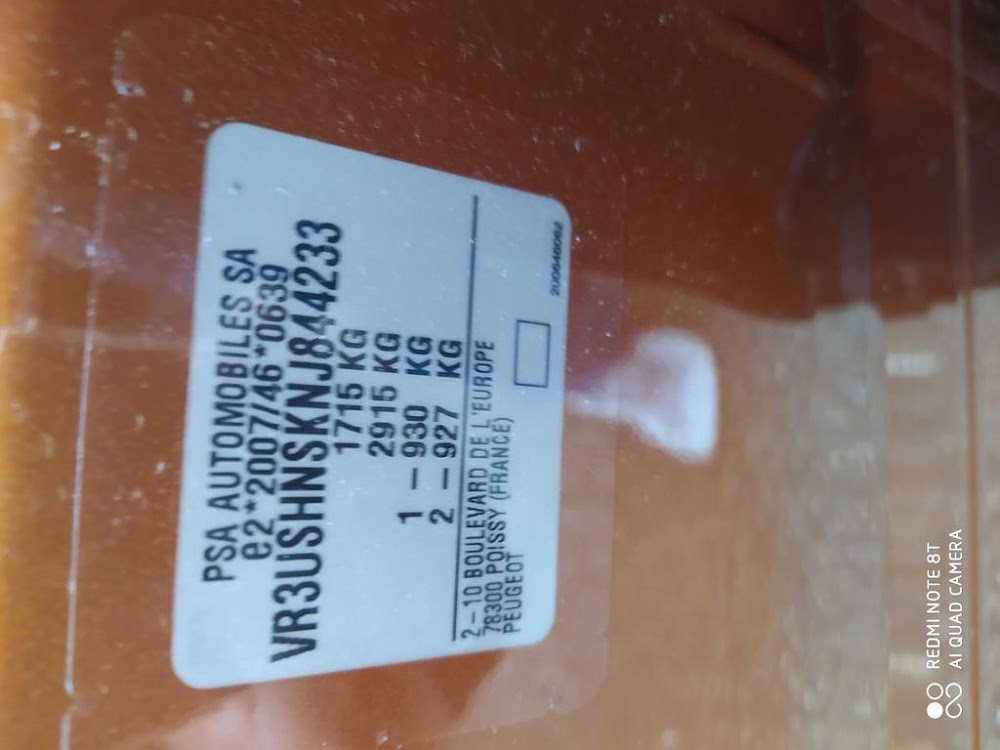 PSA AUTOMOBILES SA
e2*2007/46*0639
VR3USHNSKNJ844233
1715 KG
2915 KG
1 – 930 KG
2 – 927 KG
2 – 10 BOULEVARD DE L'EUROPE
78300 POISSY (FRANCE)
PEUGEOT
REDMI NOTE 8T
AI QUAD CAMERA